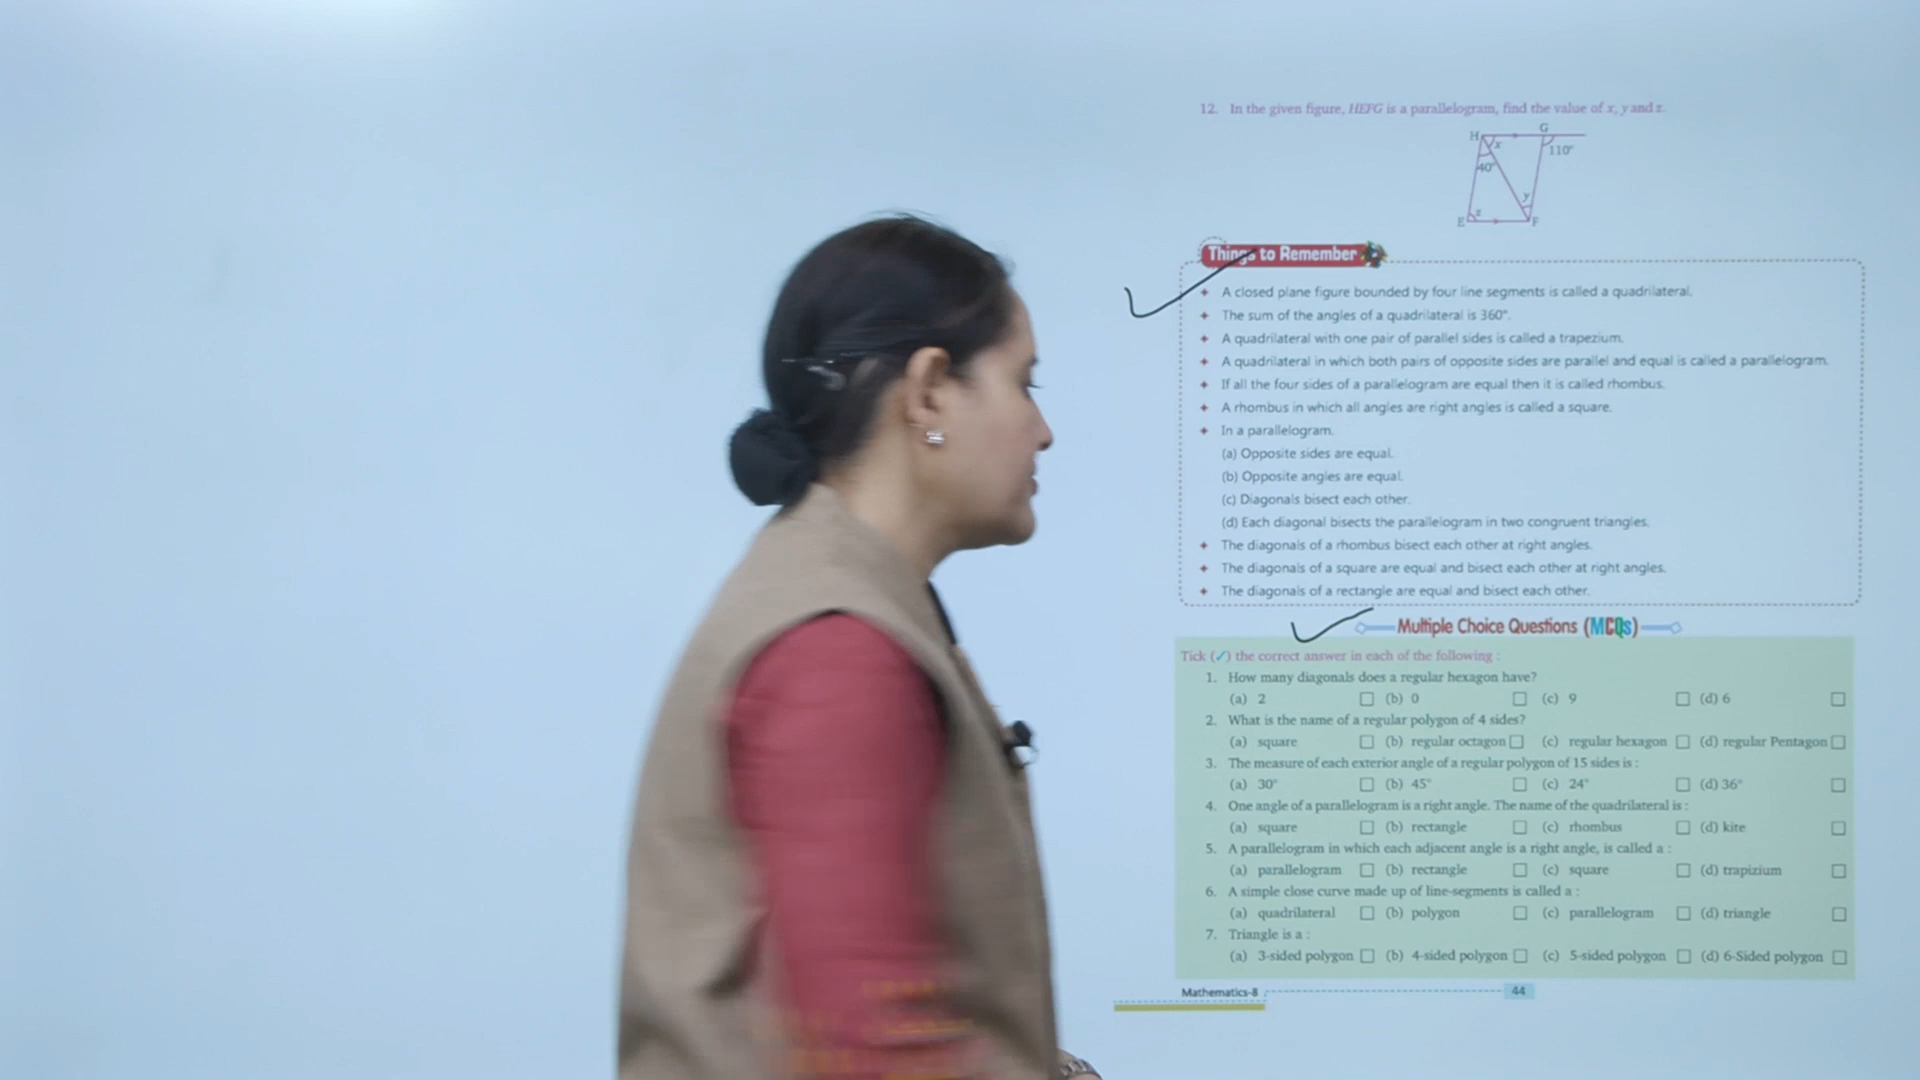 12. In the given figure, HEFG is a parallelogram, find the value of x, y and z.
H G
x 110°
40°
y
z
E F
Things to Remember
A closed plane figure bounded by four line segments is called a quadrilateral.
The sum of the angles of a quadrilateral is 360°.
A quadrilateral with one pair of parallel sides is called a trapezium.
A quadrilateral in which both pairs of opposite sides are parallel and equal is called a parallelogram.
If all the four sides of a parallelogram are equal then it is called rhombus.
A rhombus in which all angles are right angles is called a square.
In a parallelogram.
(a) Opposite sides are equal.
(b) Opposite angles are equal.
(c) Diagonals bisect each other.
(d) Each diagonal bisects the parallelogram in two congruent triangles.
The diagonals of a rhombus bisect each other at right angles.
The diagonals of a square are equal and bisect each other at right angles.
The diagonals of a rectangle are equal and bisect each other.
Multiple Choice Questions (MCQs)
Tick (✓) the correct answer in each of the following :
1. How many diagonals does a regular hexagon have?
(a) 2 (b) 0 (c) 9 (d) 6
2. What is the name of a regular polygon of 4 sides?
(a) square (b) regular octagon (c) regular hexagon (d) regular Pentagon
3. The measure of each exterior angle of a regular polygon of 15 sides is :
(a) 30° (b) 45° (c) 24° (d) 36°
4. One angle of a parallelogram is a right angle. The name of the quadrilateral is :
(a) square (b) rectangle (c) rhombus (d) kite
5. A parallelogram in which each adjacent angle is a right angle, is called a :
(a) parallelogram (b) rectangle (c) square (d) trapizium
6. A simple close curve made up of line-segments is called a :
(a) quadrilateral (b) polygon (c) parallelogram (d) triangle
7. Triangle is a :
(a) 3-sided polygon (b) 4-sided polygon (c) 5-sided polygon (d) 6-Sided polygon
Mathematics-8 44